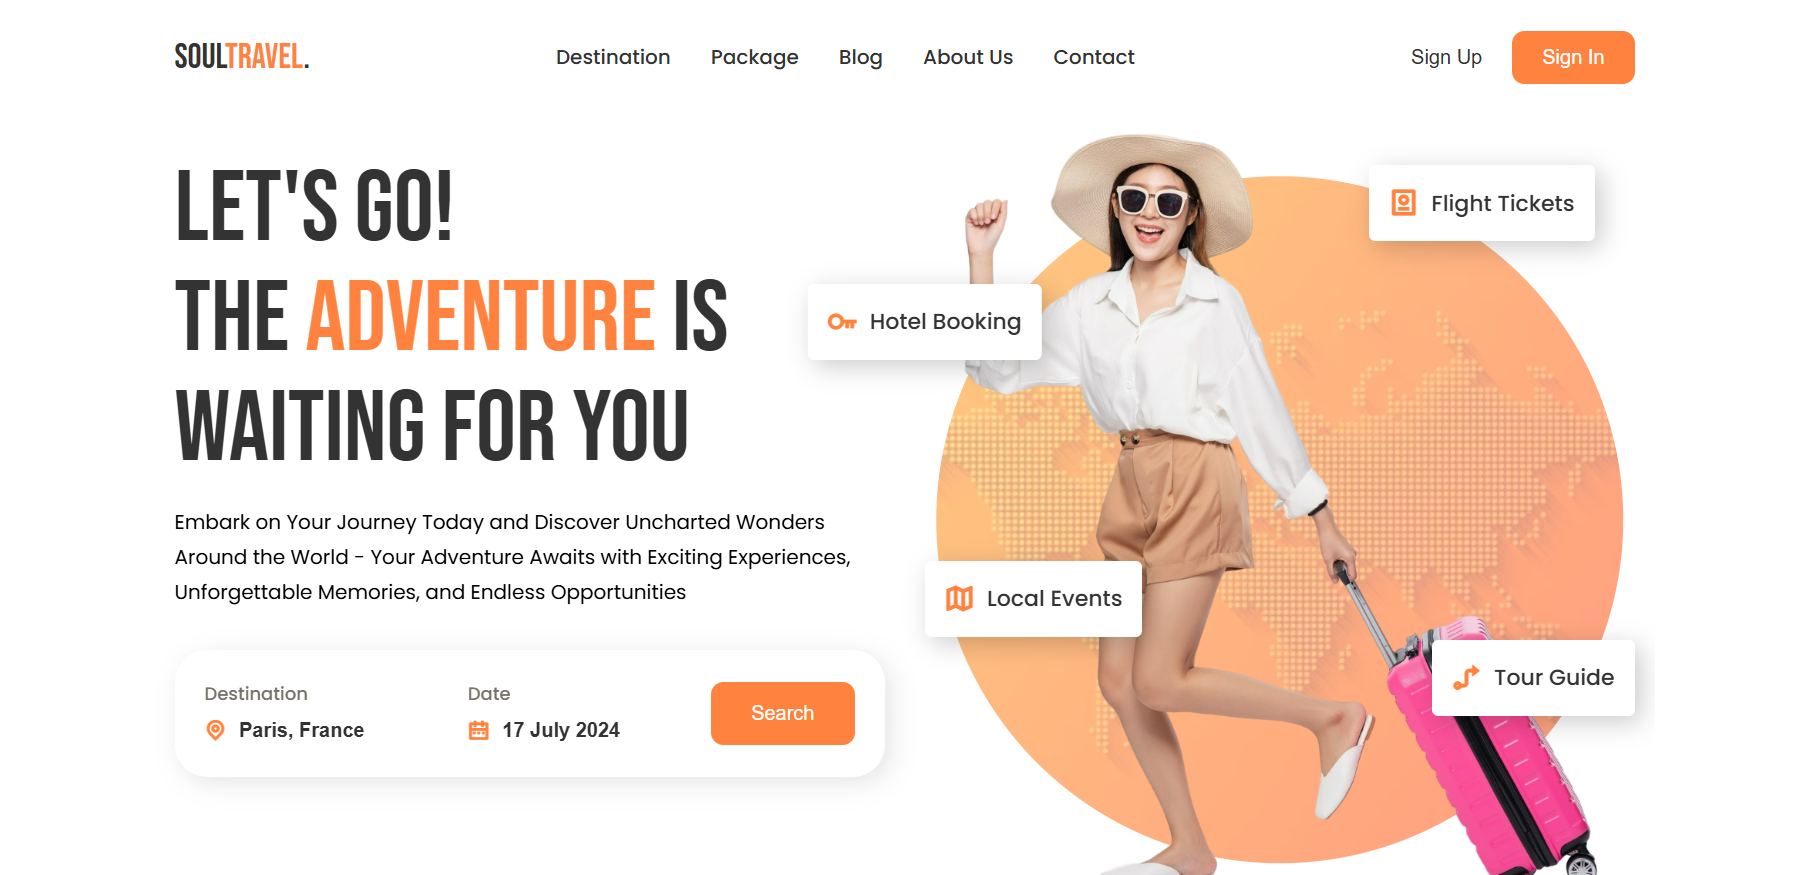 SOULTRAVEL.
Destination
Package
Blog
About Us
Contact
Sign Up
Sign In
LET'S GO!
THE ADVENTURE IS
WAITING FOR YOU
Embark on Your Journey Today and Discover Uncharted Wonders
Around the World - Your Adventure Awaits with Exciting Experiences,
Unforgettable Memories, and Endless Opportunities
Destination
Paris, France
Date
17 July 2024
Search
Flight Tickets
Hotel Booking
Local Events
Tour Guide